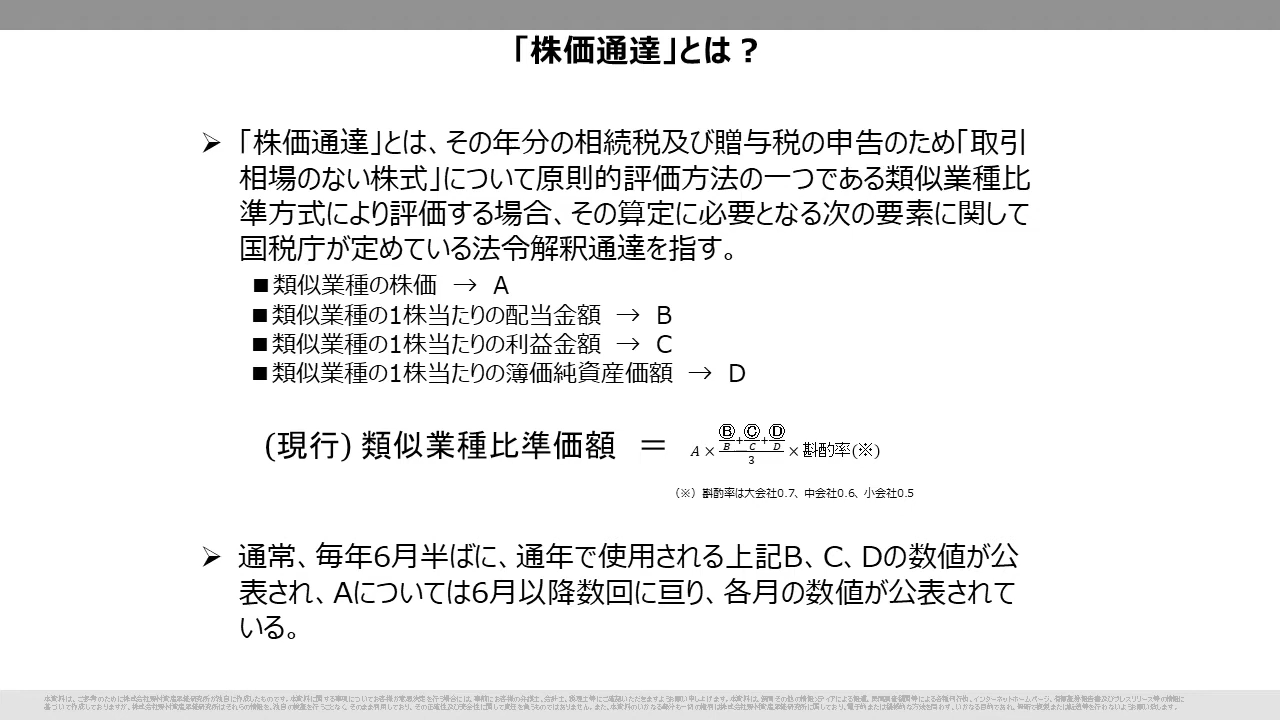 「株価通達」とは？
➢ 「株価通達」とは、その年分の相続税及び贈与税の申告のため「取引
相場のない株式」について原則的評価方法の一つである類似業種比
準方式により評価する場合、その算定に必要となる次の要素に関して
国税庁が定めている法令解釈通達を指す。
■類似業種の株価 → A
■類似業種の1株当たりの配当金額 → B
■類似業種の1株当たりの利益金額 → C
■類似業種の1株当たりの簿価純資産価額 → D
(現行) 類似業種比準価額 ＝ A × (Ⓑ/B + Ⓒ/C + Ⓓ/D)/3 × 斟酌率(※)
（※）斟酌率は大会社0.7、中会社0.6、小会社0.5
➢ 通常、毎年6月半ばに、通年で使用される上記B、C、Dの数値が公
表され、Aについては6月以降数回に亘り、各月の数値が公表されて
いる。